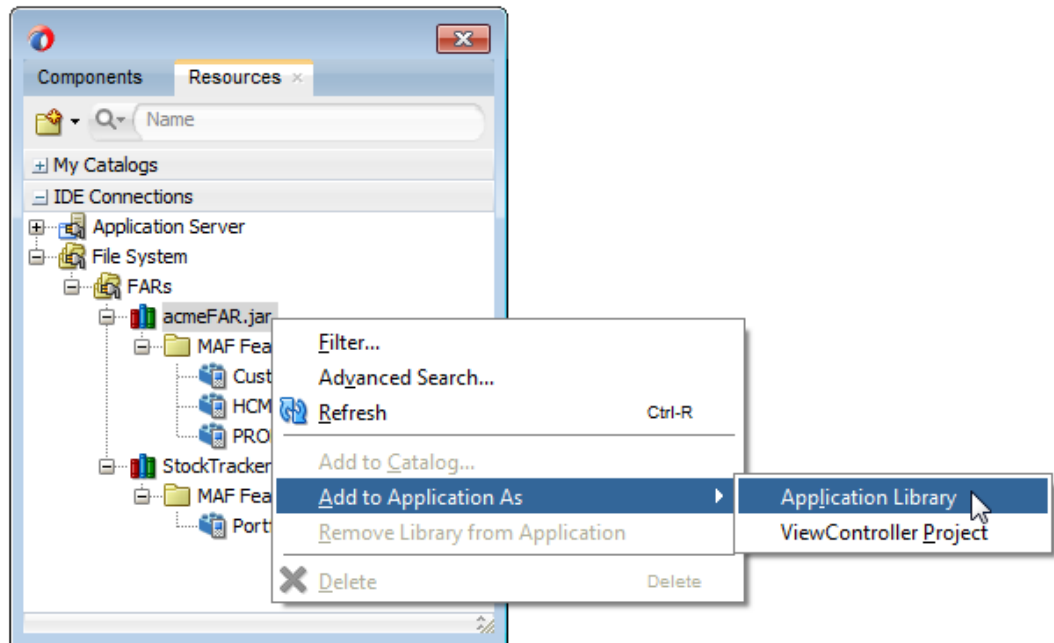 Components Resources
Name
My Catalogs
IDE Connections
Application Server
File System
FARs
acmeFAR.jar
MAF Fea
Cust
HCM
PRO
StockTracker
MAF Fea
Port
Filter...
Advanced Search...
Refresh Ctrl-R
Add to Catalog...
Add to Application As
Remove Library from Application
Delete Delete
Application Library
ViewController Project